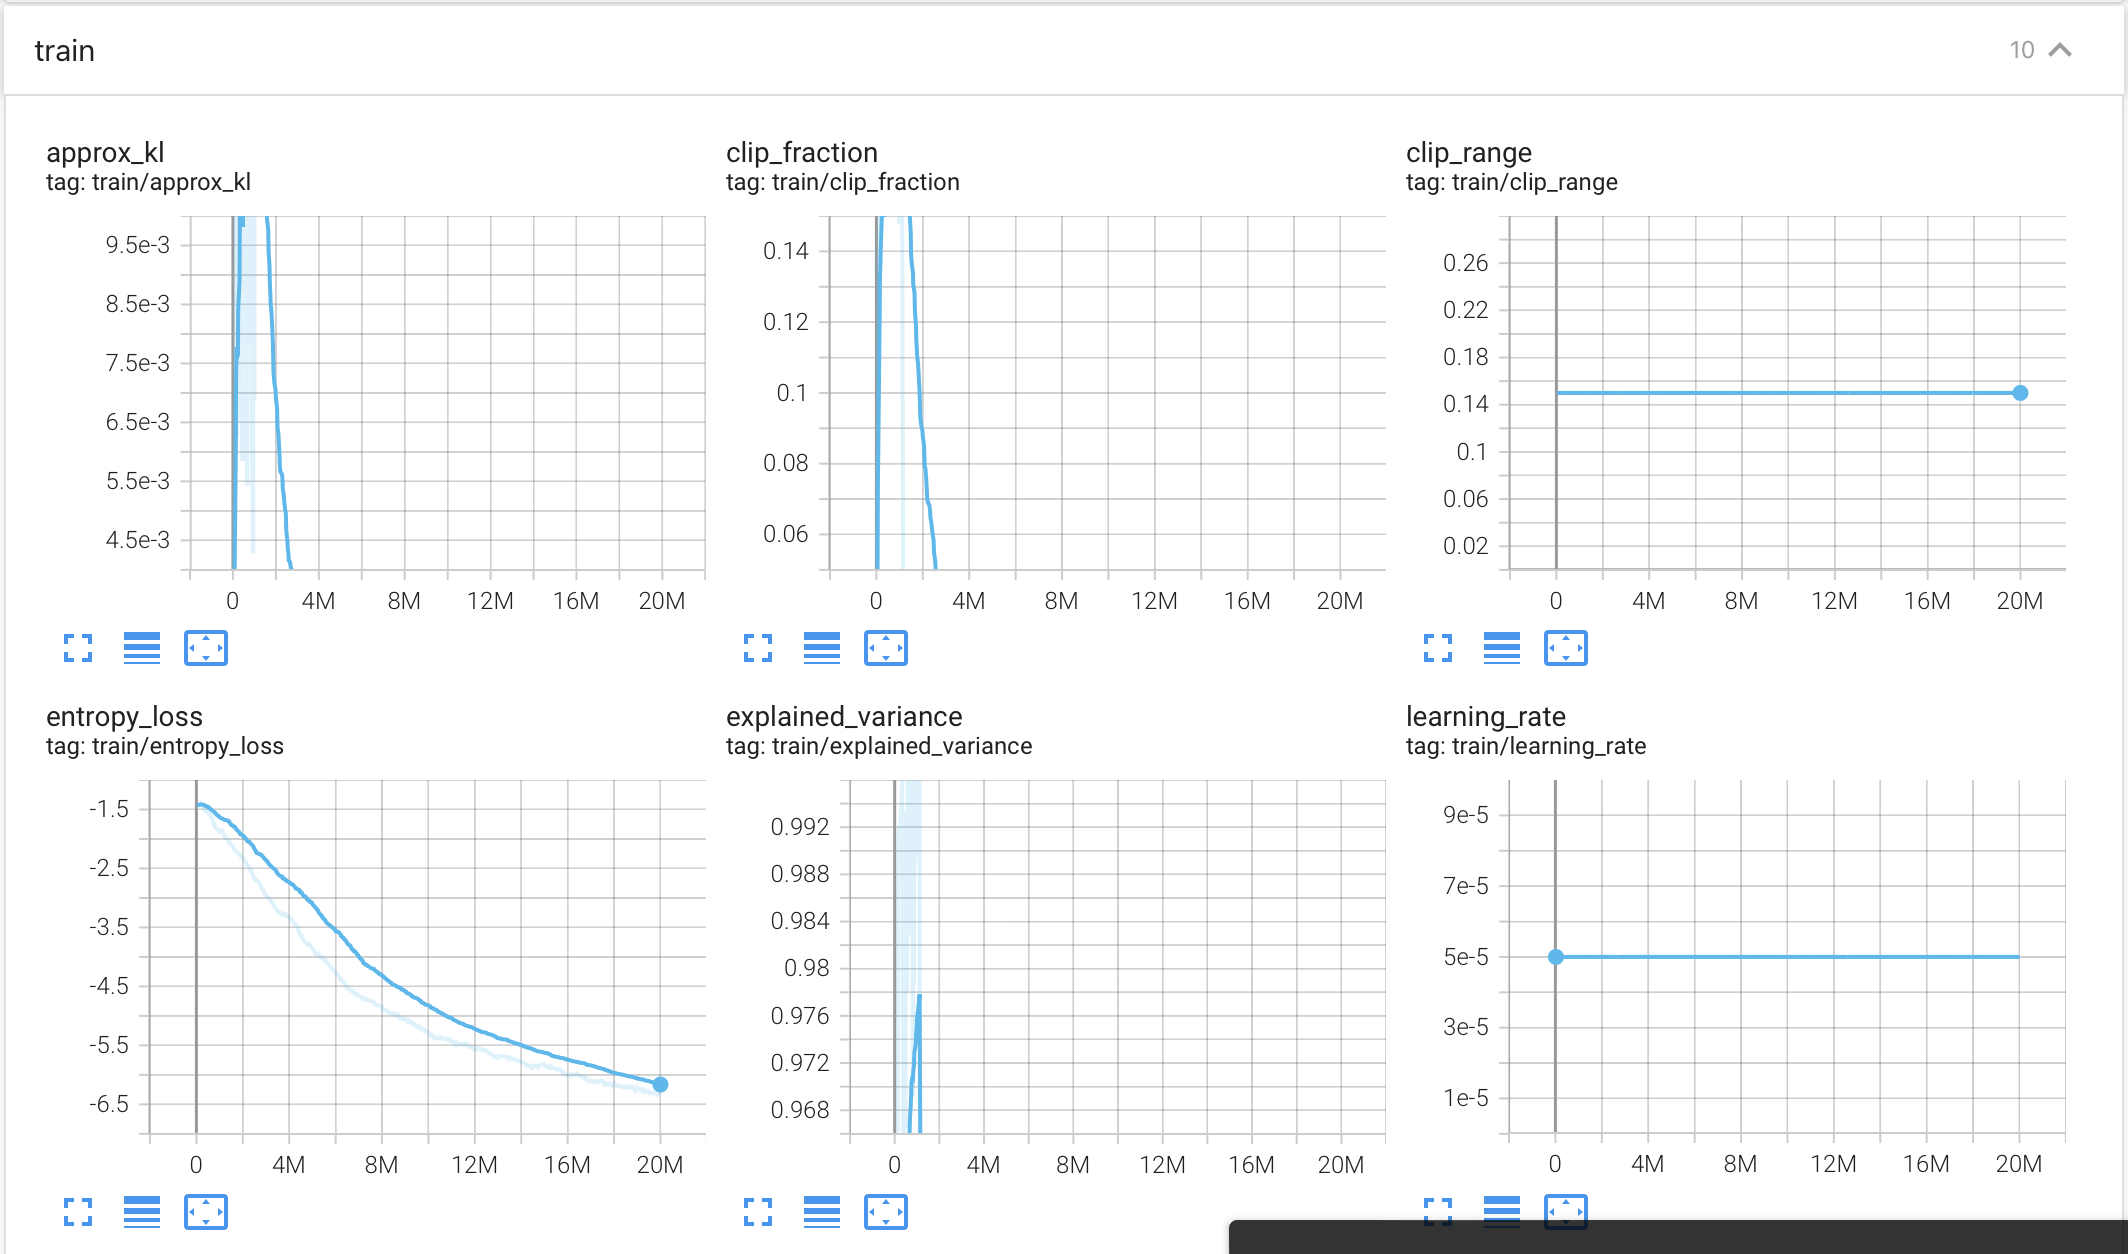 train
10
approx_kl
tag: train/approx_kl
9.5e-3
8.5e-3
7.5e-3
6.5e-3
5.5e-3
4.5e-3
0 4M 8M 12M 16M 20M
clip_fraction
tag: train/clip_fraction
0.14
0.12
0.1
0.08
0.06
0 4M 8M 12M 16M 20M
clip_range
tag: train/clip_range
0.26
0.22
0.18
0.14
0.1
0.06
0.02
0 4M 8M 12M 16M 20M
entropy_loss
tag: train/entropy_loss
-1.5
-2.5
-3.5
-4.5
-5.5
-6.5
0 4M 8M 12M 16M 20M
explained_variance
tag: train/explained_variance
0.992
0.988
0.984
0.98
0.976
0.972
0.968
0 4M 8M 12M 16M 20M
learning_rate
tag: train/learning_rate
9e-5
7e-5
5e-5
3e-5
1e-5
0 4M 8M 12M 16M 20M